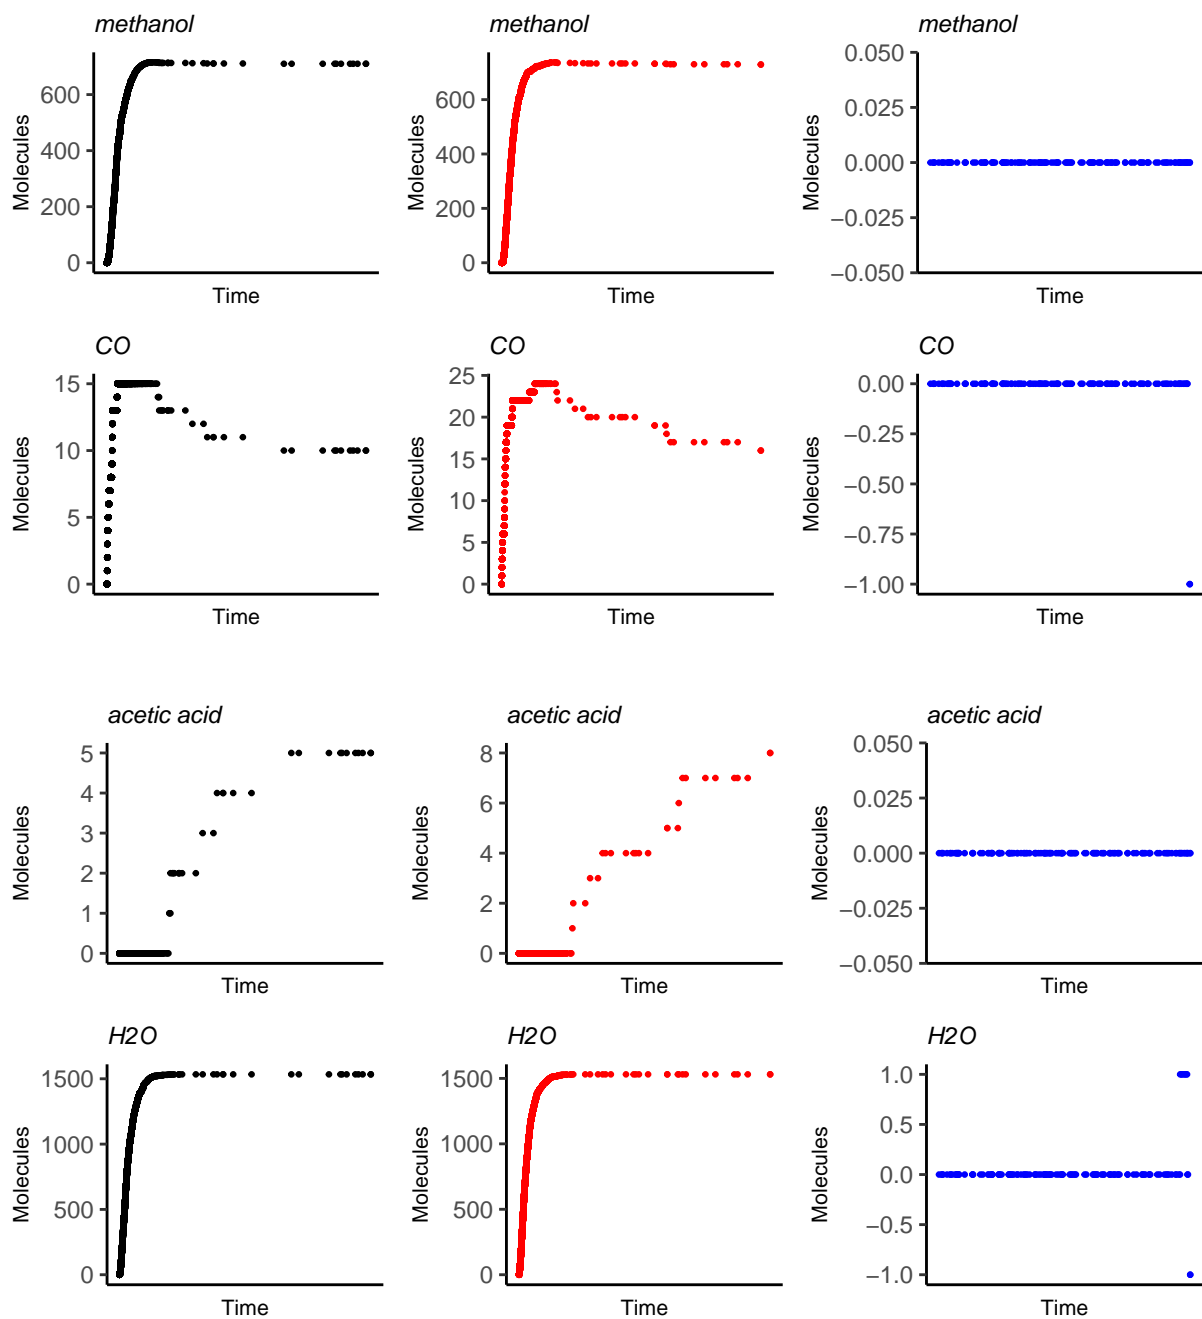 methanol
methanol
methanol
Molecules
600
400
200
0
Time
Molecules
600
400
200
0
Time
Molecules
0.050
0.025
0.000
−0.025
−0.050
Time
CO
CO
CO
Molecules
15
10
5
0
Time
Molecules
25
20
15
10
5
0
Time
Molecules
0.00
−0.25
−0.50
−0.75
−1.00
Time
acetic acid
acetic acid
acetic acid
Molecules
5
4
3
2
1
0
Time
Molecules
8
6
4
2
0
Time
Molecules
0.050
0.025
0.000
−0.025
−0.050
Time
H2O
H2O
H2O
Molecules
1500
1000
500
0
Time
Molecules
1500
1000
500
0
Time
Molecules
1.0
0.5
0.0
−0.5
−1.0
Time